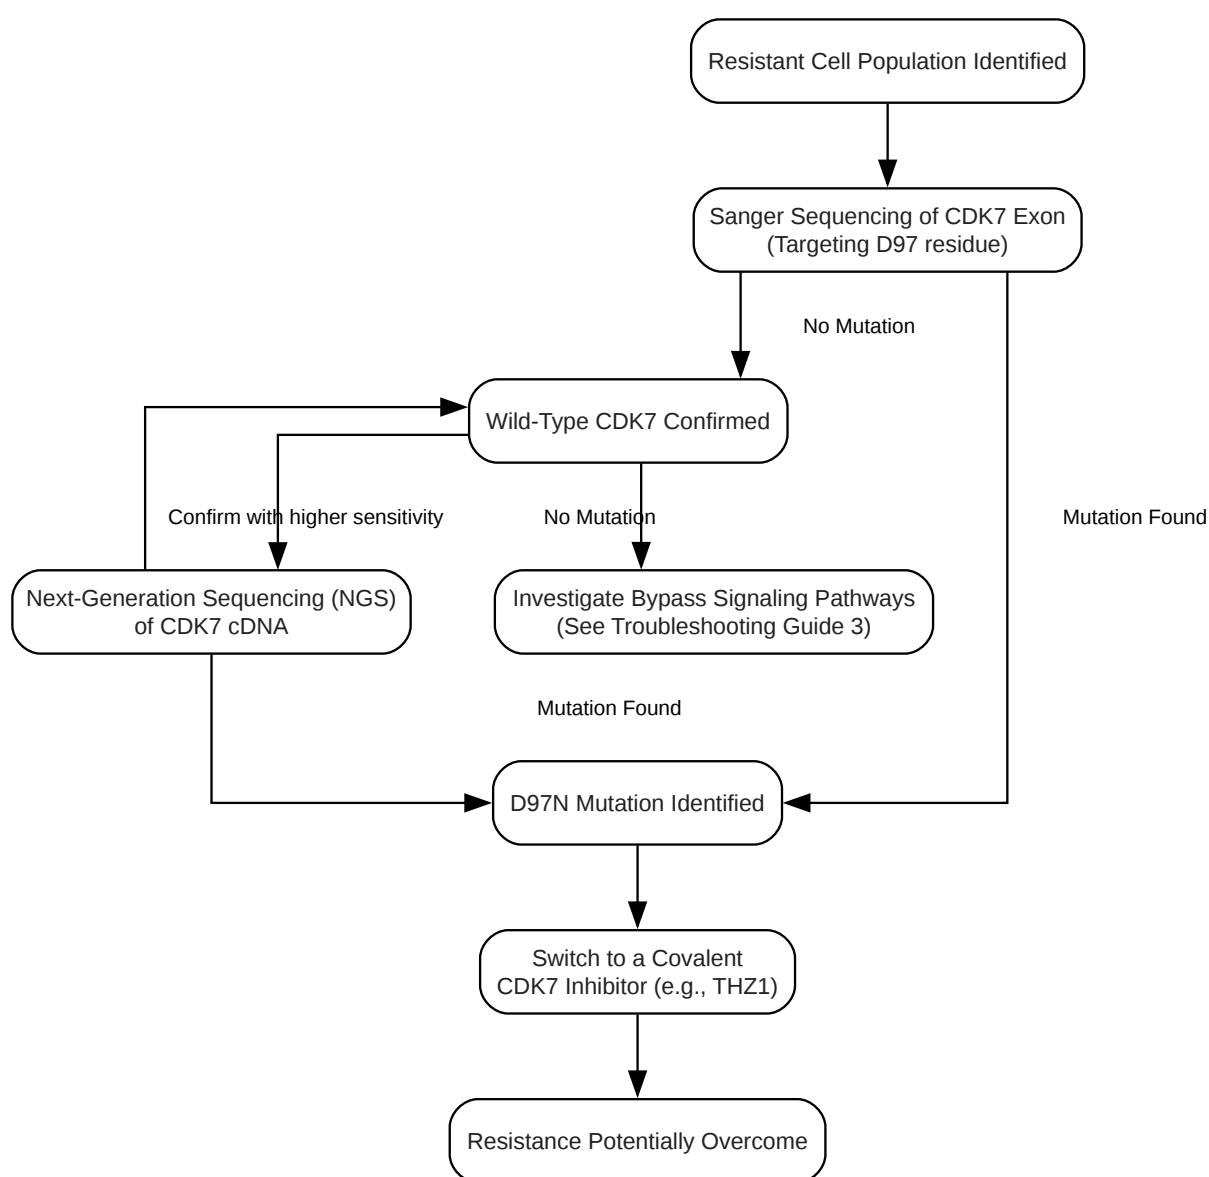 Resistant Cell Population Identified
Sanger Sequencing of CDK7 Exon
(Targeting D97 residue)
No Mutation
Wild-Type CDK7 Confirmed
Confirm with higher sensitivity
No Mutation
Mutation Found
Next-Generation Sequencing (NGS)
of CDK7 cDNA
Investigate Bypass Signaling Pathways
(See Troubleshooting Guide 3)
Mutation Found
D97N Mutation Identified
Switch to a Covalent
CDK7 Inhibitor (e.g., THZ1)
Resistance Potentially Overcome